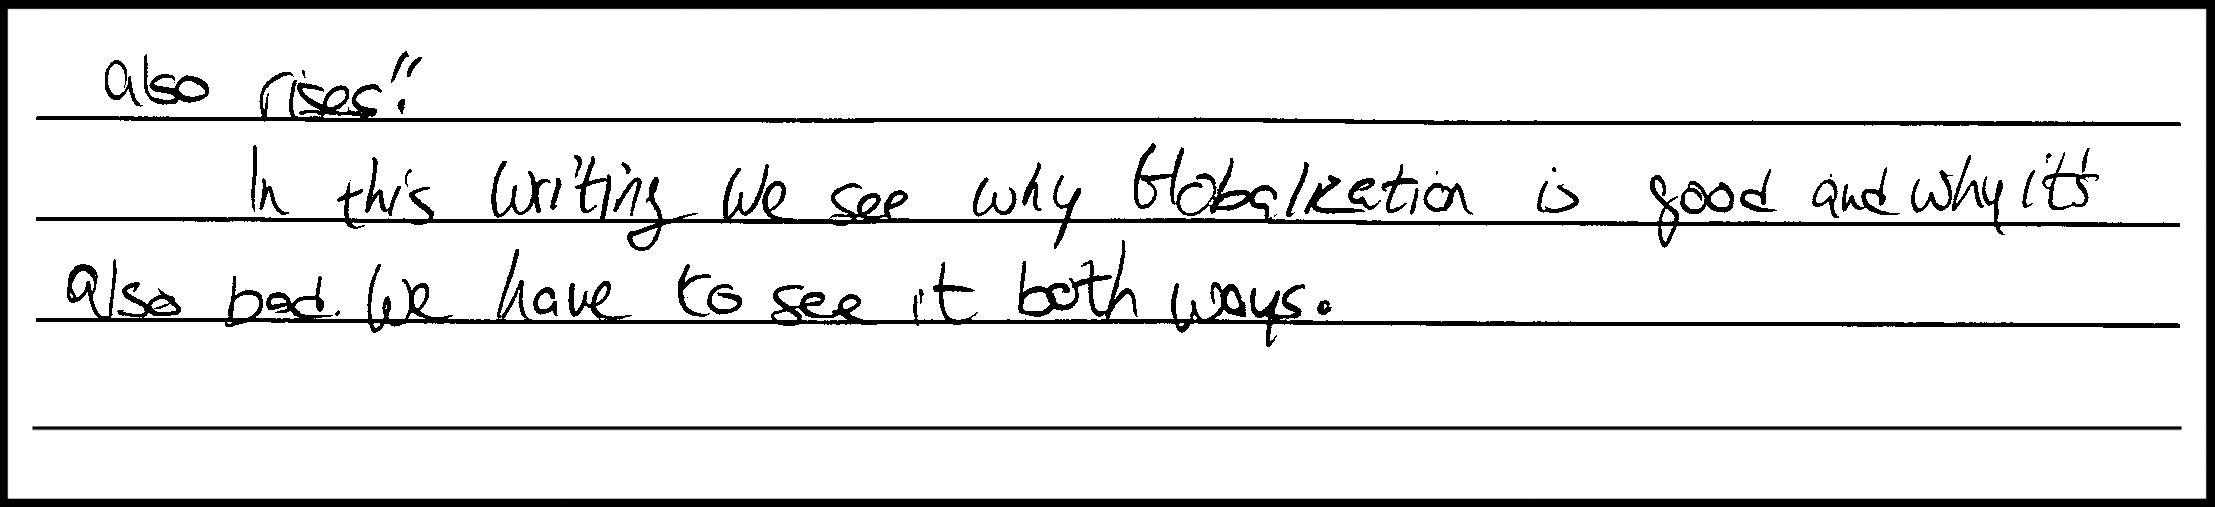 also rises."
In this writing we see why Globalization is good and why it's
also bad. We have to see it both ways.